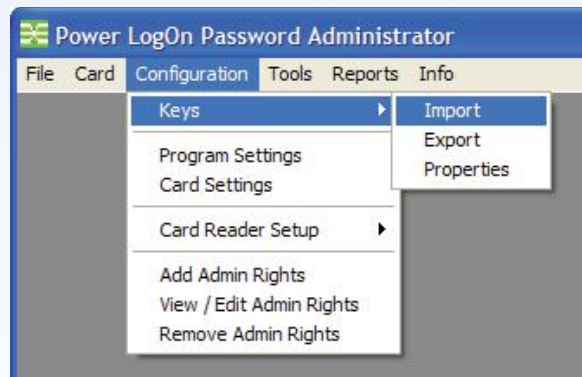 Power LogOn Password Administrator
File Card Configuration Tools Reports Info
Keys
Import
Export
Properties
Program Settings
Card Settings
Card Reader Setup
Add Admin Rights
View / Edit Admin Rights
Remove Admin Rights